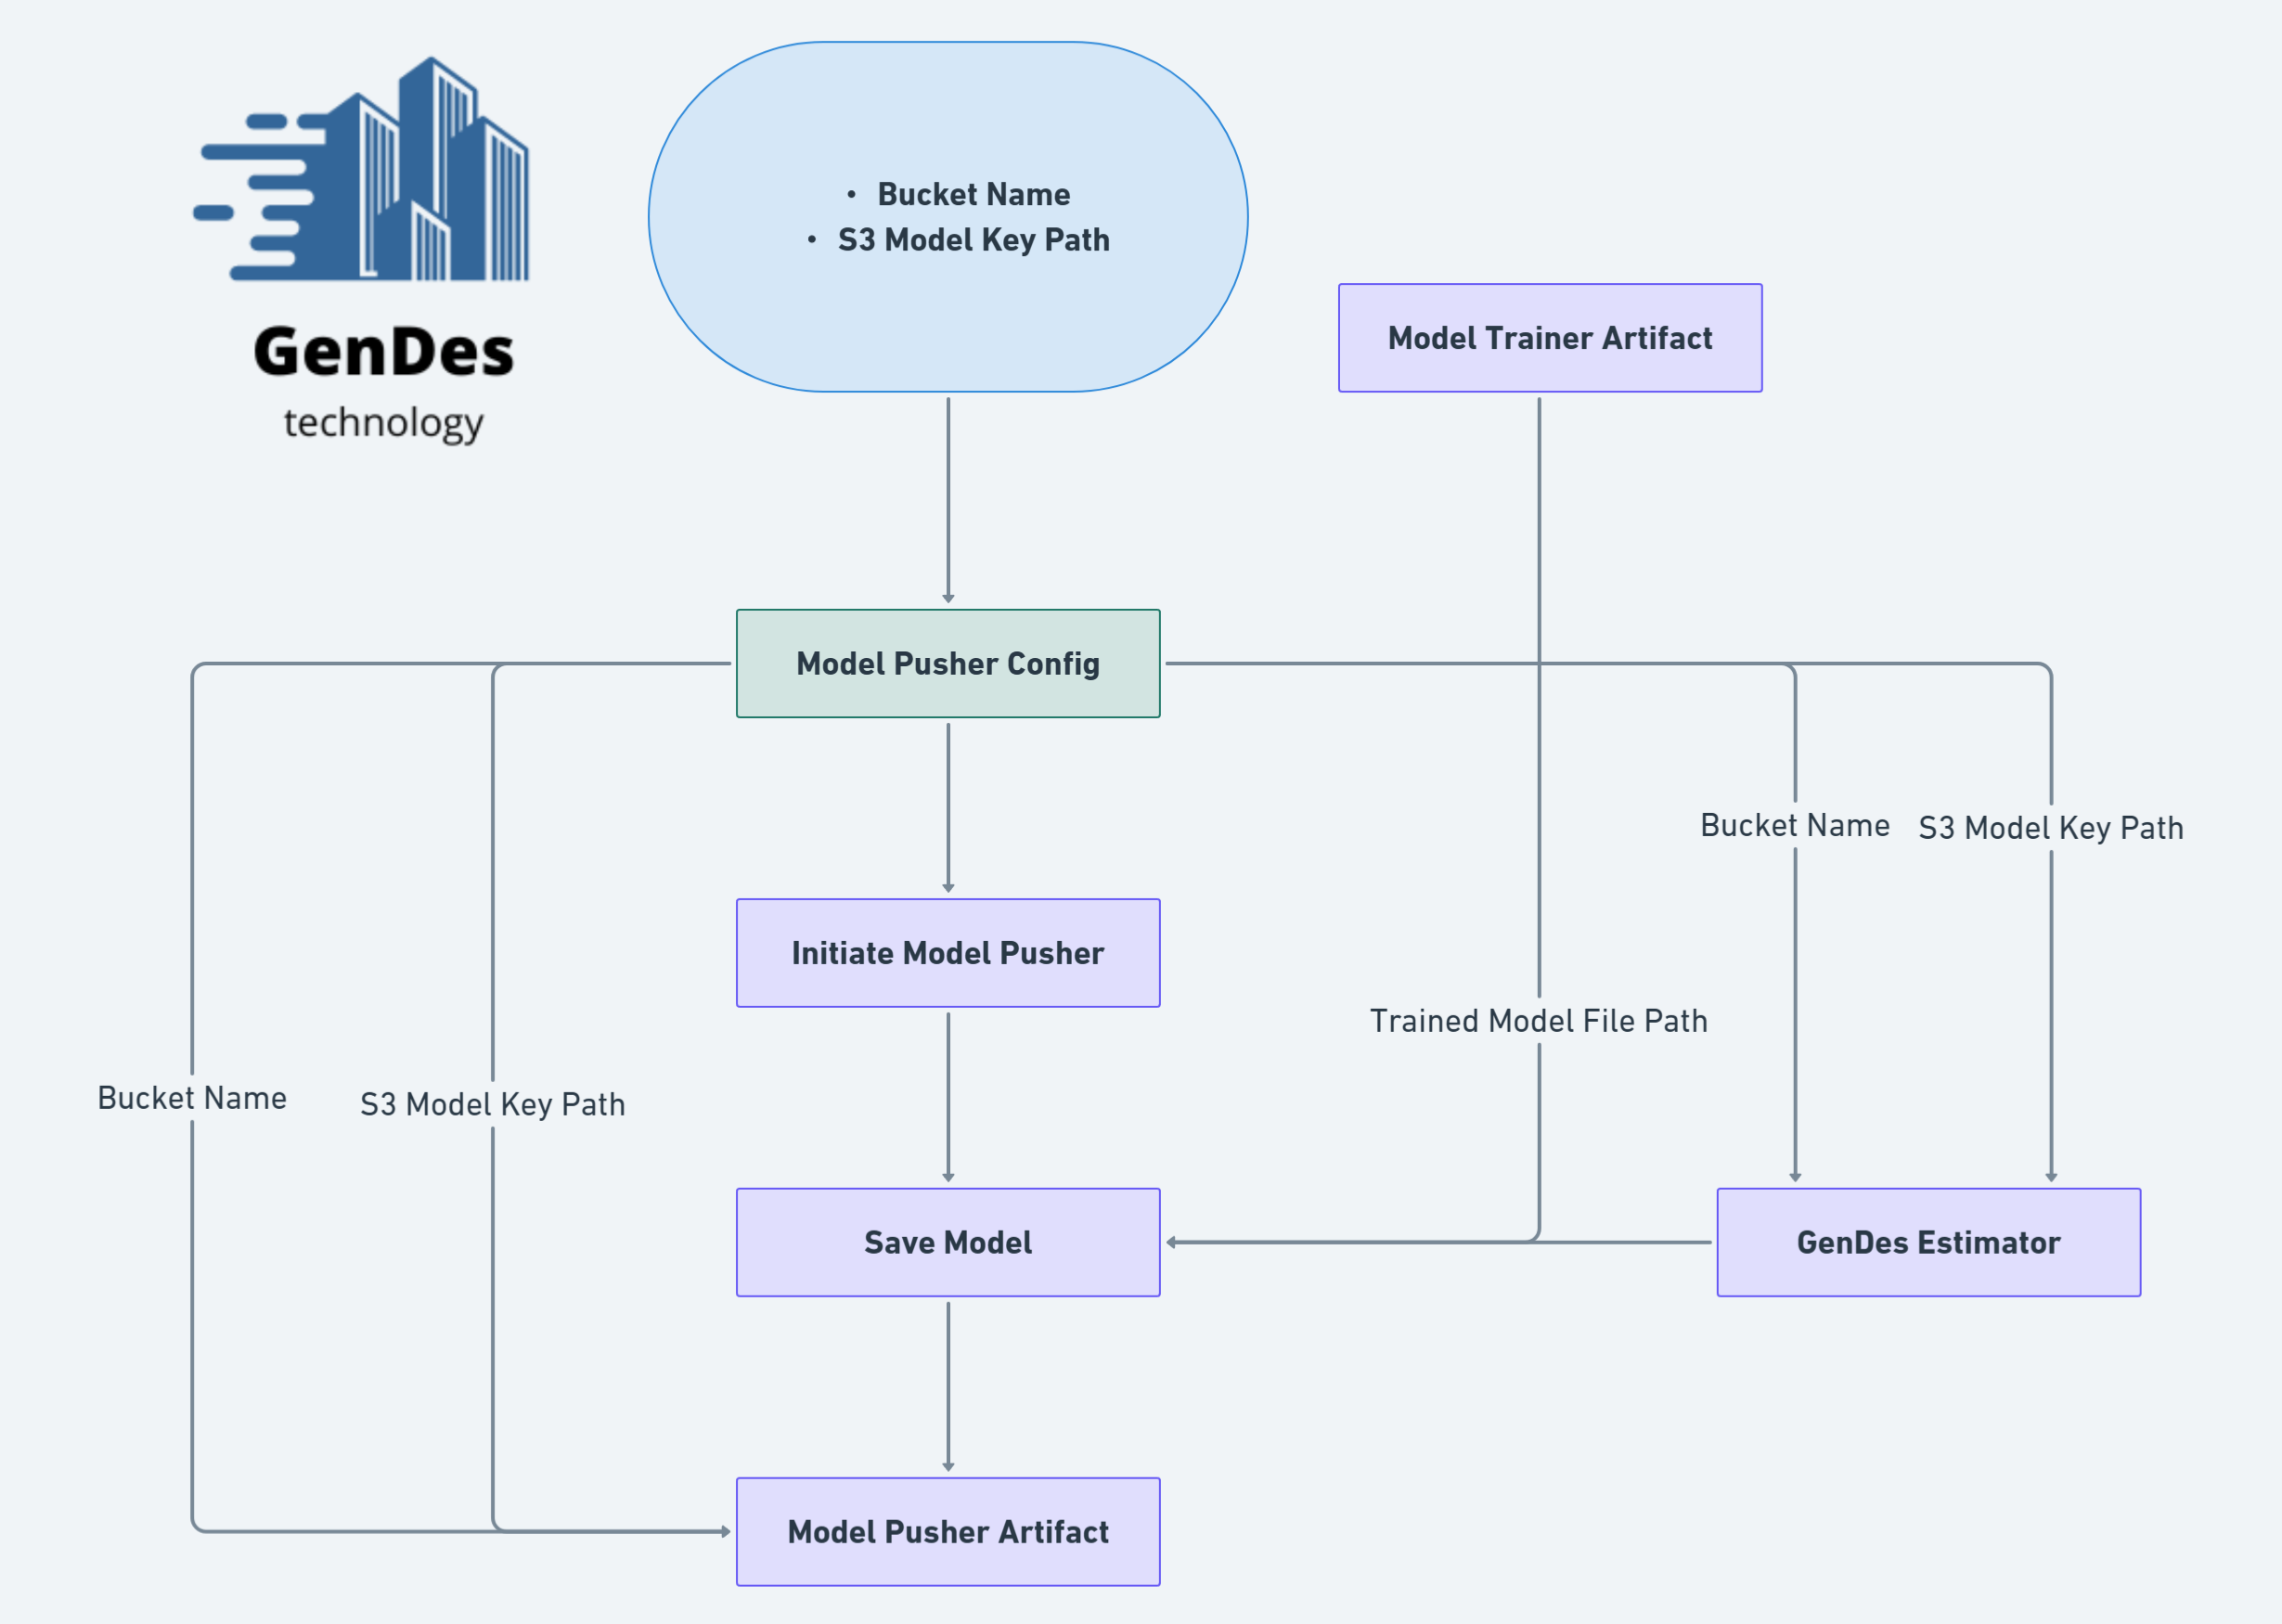 GenDes
technology
• Bucket Name
• S3 Model Key Path
Model Trainer Artifact
Model Pusher Config
Bucket Name
S3 Model Key Path
Initiate Model Pusher
Trained Model File Path
Bucket Name
S3 Model Key Path
Save Model
GenDes Estimator
Model Pusher Artifact